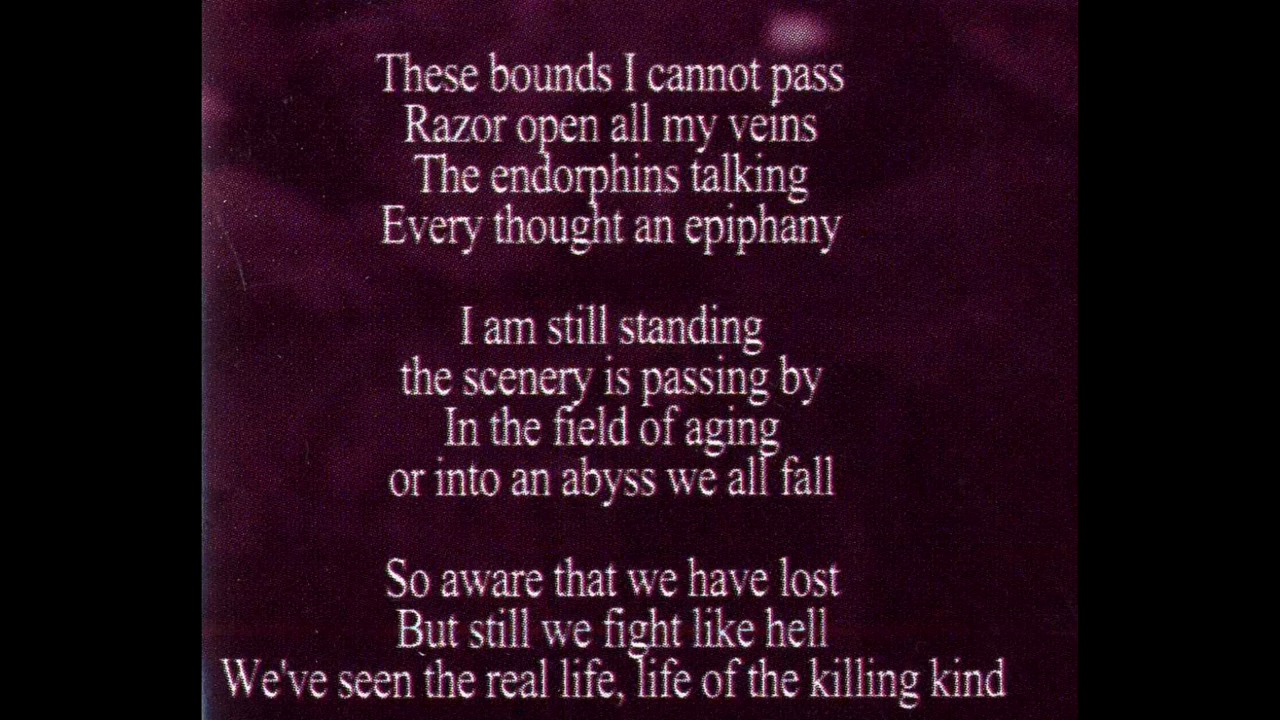 These bounds I cannot pass
Razor open all my veins
The endorphins talking
Every thought an epiphany
I am still standing
the scenery is passing by
In the field of aging
or into an abyss we all fall
So aware that we have lost
But still we fight like hell
We've seen the real life, life of the killing kind